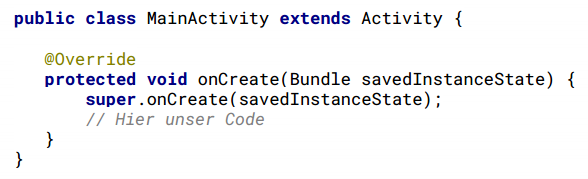 public class MainActivity extends Activity {
@Override
protected void onCreate(Bundle savedInstanceState) {
super.onCreate(savedInstanceState);
// Hier unser Code
}
}